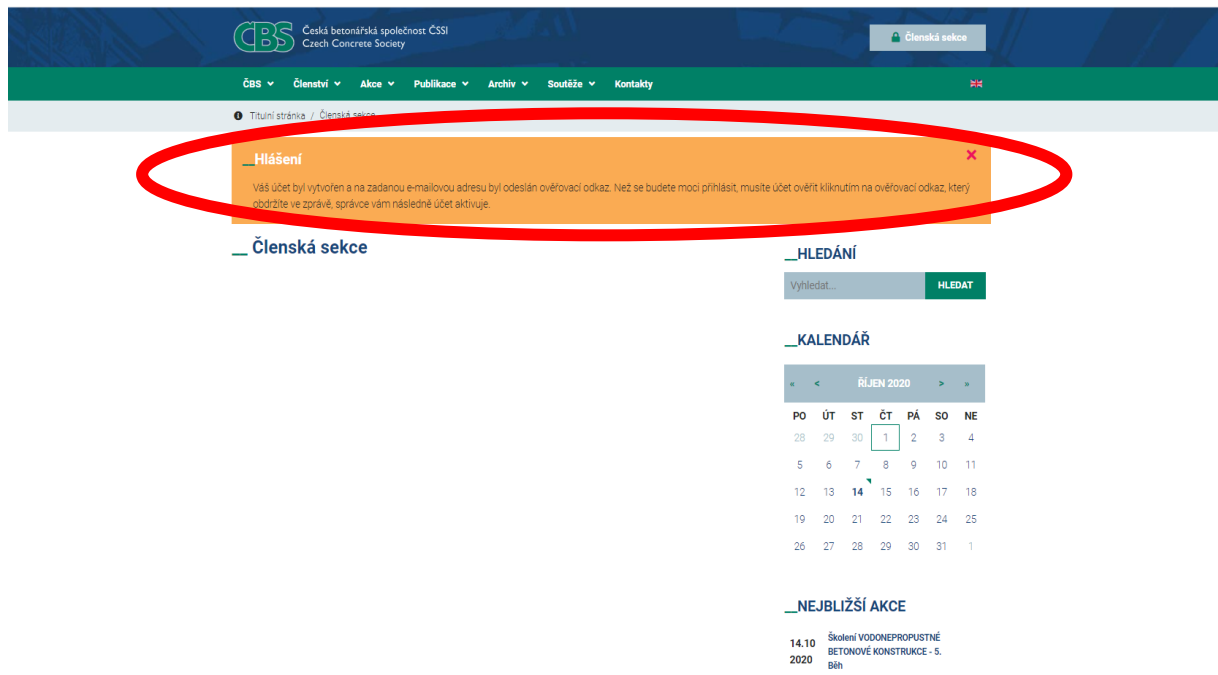 ČBS
Česká betonářská společnost ČSSI
Czech Concrete Society
Členská sekce
ČBS Členství Akce Publikace Archiv Soutěže Kontakty
Titulní stránka / Členská sekce
__Hlášení
Váš účet byl vytvořen a na zadanou e-mailovou adresu byl odeslán ověřovací odkaz. Než se budete moci přihlásit, musíte účet ověřit kliknutím na ověřovací odkaz, který
obdržíte ve zprávě, správce vám následně účet aktivuje.
__ Členská sekce
__HLEDÁNÍ
Vyhledat... HLEDAT
__KALENDÁŘ
« < ŘÍJEN 2020 > »
PO ÚT ST ČT PÁ SO NE
28 29 30 1 2 3 4
5 6 7 8 9 10 11
12 13 14 15 16 17 18
19 20 21 22 23 24 25
26 27 28 29 30 31 1
__NEJBLIŽŠÍ AKCE
14.10
2020
Školení VODONEPROPUSTNÉ
BETONOVÉ KONSTRUKCE - 5.
Běh